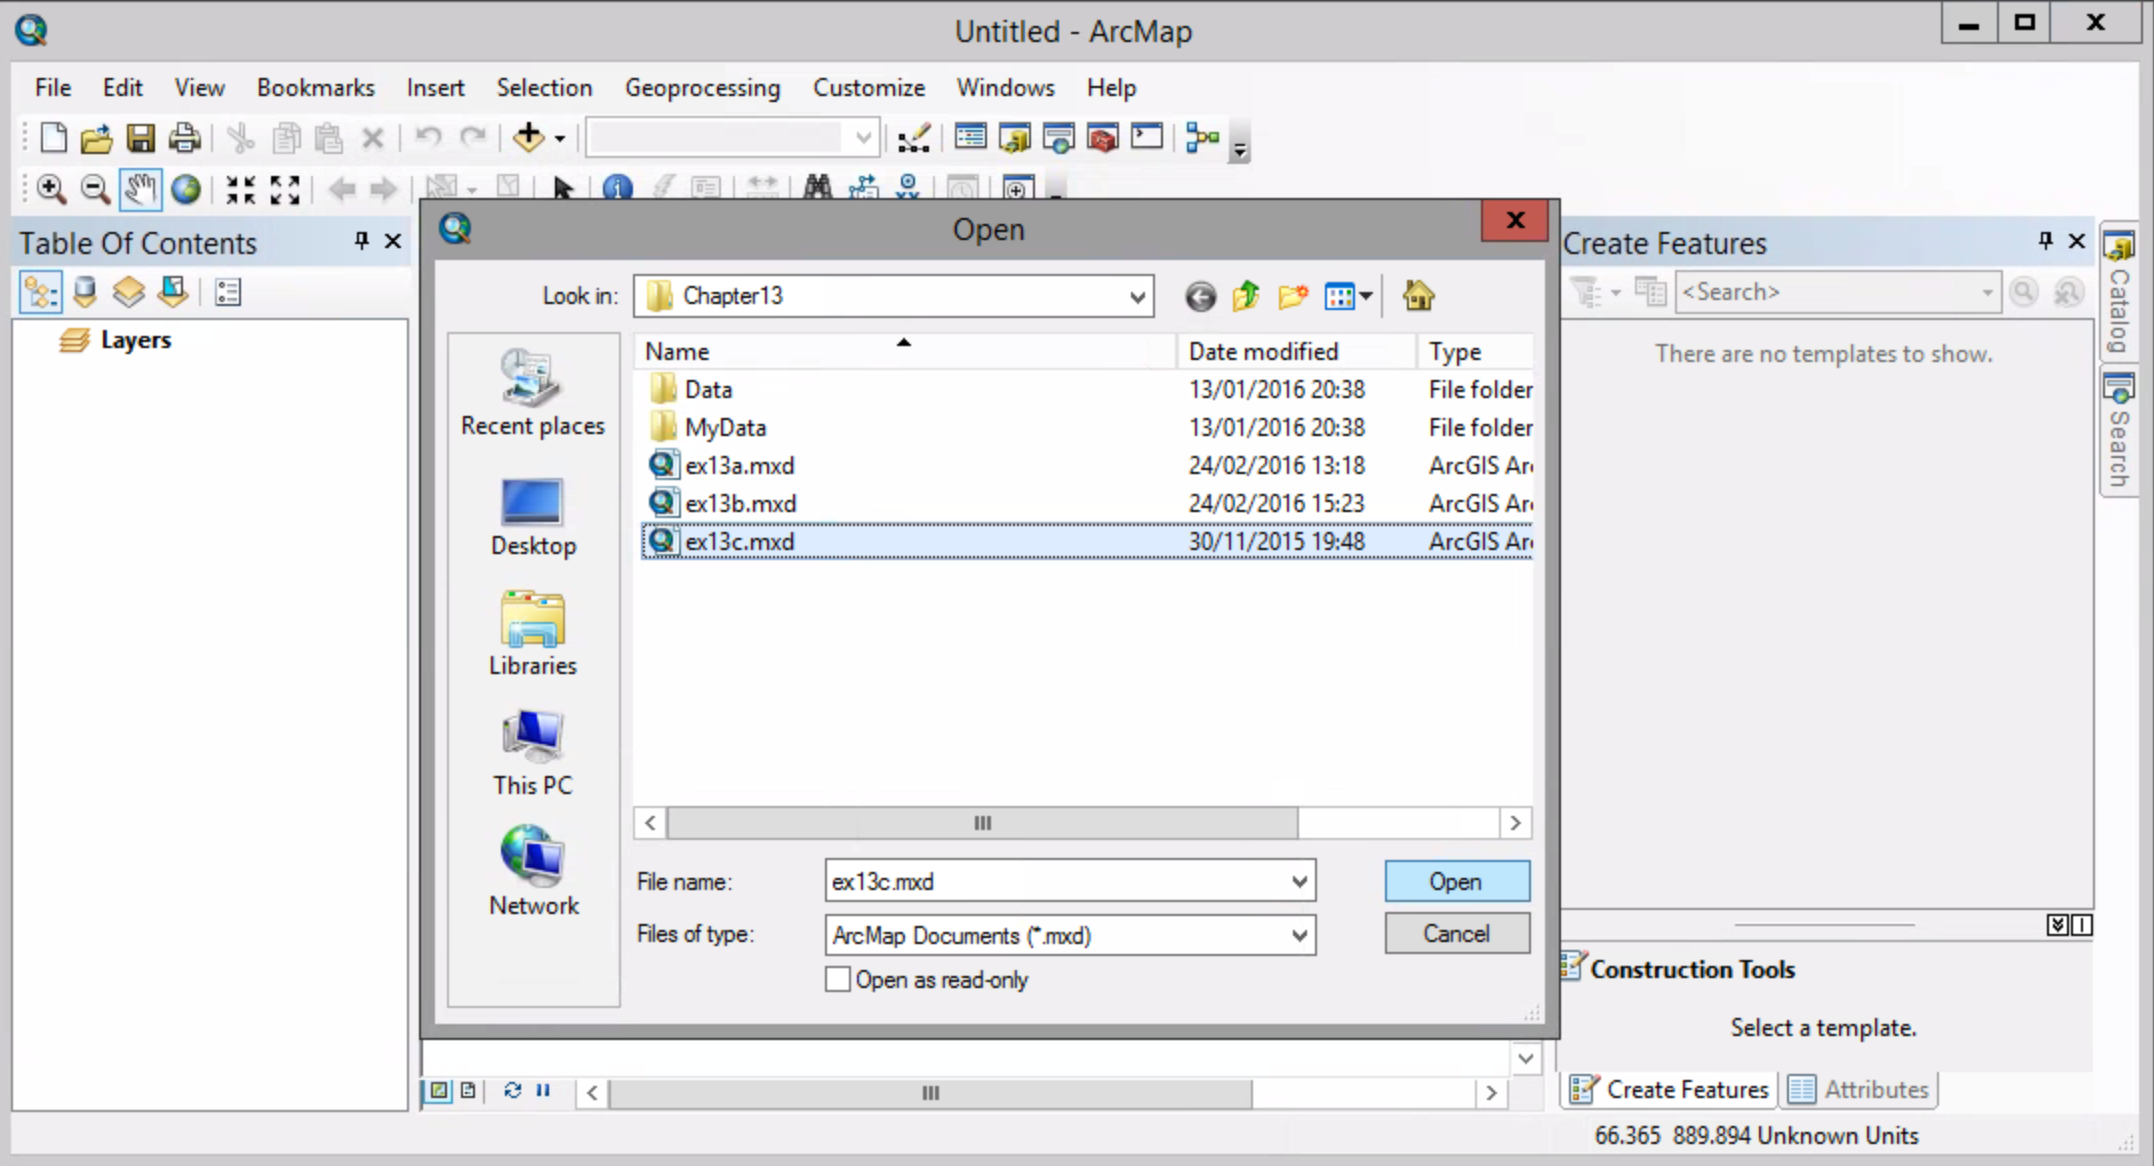 Untitled - ArcMap
File Edit View Bookmarks Insert Selection Geoprocessing Customize Windows Help
Table Of Contents
Layers
Open
Look in: Chapter13
Name Date modified Type
Data 13/01/2016 20:38 File folder
MyData 13/01/2016 20:38 File folder
ex13a.mxd 24/02/2016 13:18 ArcGIS Ar
ex13b.mxd 24/02/2016 15:23 ArcGIS Ar
ex13c.mxd 30/11/2015 19:48 ArcGIS Ar
Recent places
Desktop
Libraries
This PC
Network
File name: ex13c.mxd Open
Files of type: ArcMap Documents (*.mxd) Cancel
Open as read-only
Create Features
<Search>
There are no templates to show.
Construction Tools
Select a template.
Create Features Attributes
66.365 889.894 Unknown Units
Catalog
Search